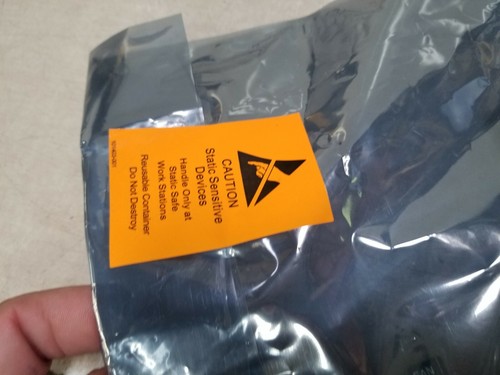 CAUTION
Static Sensitive
Devices
Handle Only at
Static Safe
Work Stations
Reusable Container
Do Not Destroy